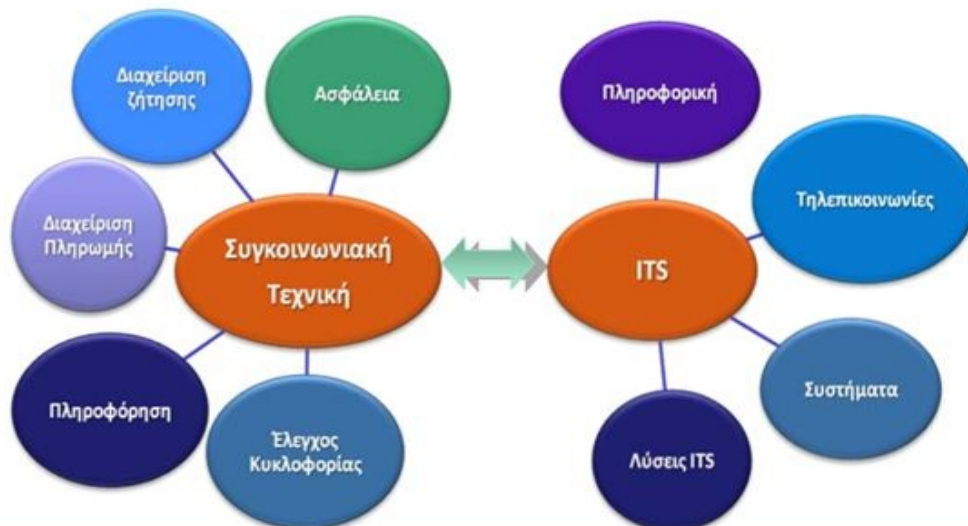 Διαχείριση
ζήτησης
Ασφάλεια
Διαχείριση
Πληρωμής
Συγκοινωνιακή
Τεχνική
Πληροφόρηση
Έλεγχος
Κυκλοφορίας
Πληροφορική
Τηλεπικοινωνίες
ITS
Συστήματα
Λύσεις ITS